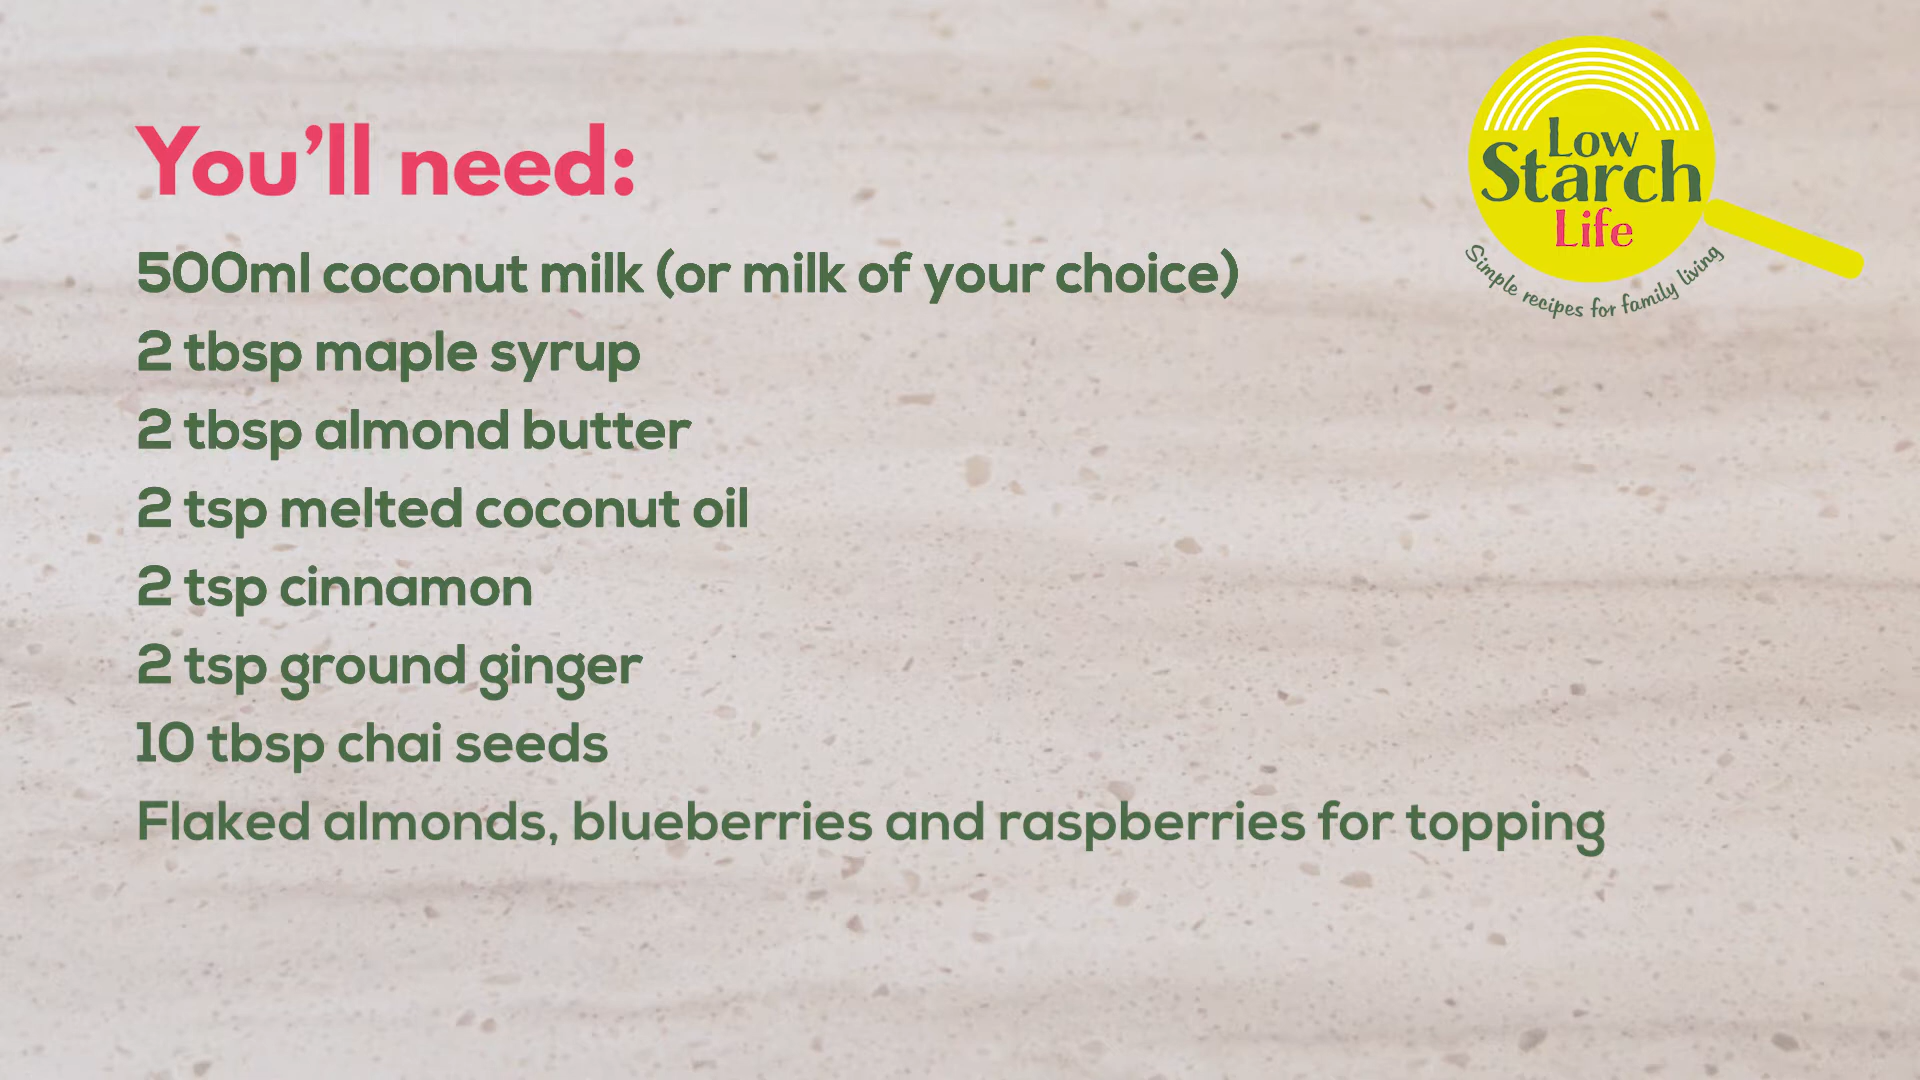 You'll need:
500ml coconut milk (or milk of your choice)
2 tbsp maple syrup
2 tbsp almond butter
2 tsp melted coconut oil
2 tsp cinnamon
2 tsp ground ginger
10 tbsp chai seeds
Flaked almonds, blueberries and raspberries for topping
Low
Starch
Life
Simple recipes for family living